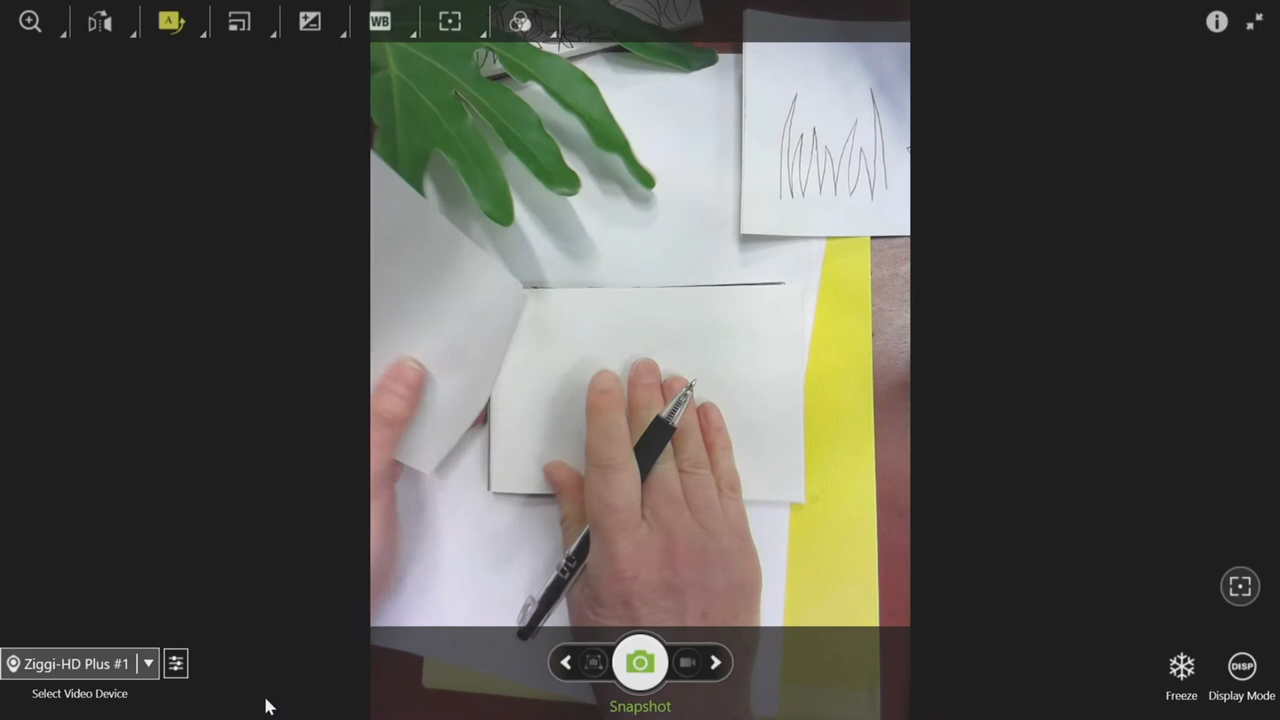 A
WB
i
Ziggi-HD Plus #1
Select Video Device
Snapshot
Freeze
DISP
Display Mode